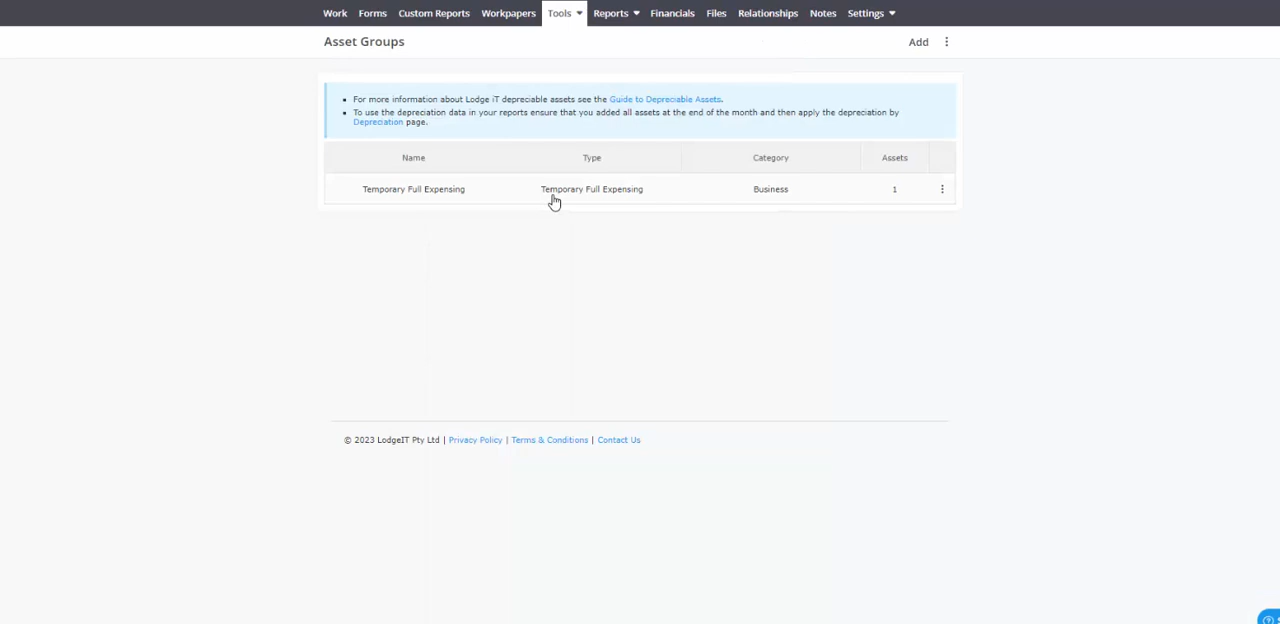 Work Forms Custom Reports Workpapers Tools Reports Financials Files Relationships Notes Settings
Asset Groups Add
For more information about Lodge iT depreciable assets see the Guide to Depreciable Assets.
To use the depreciation data in your reports ensure that you added all assets at the end of the month and then apply the depreciation by
Depreciation page.
Name Type Category Assets
Temporary Full Expensing Temporary Full Expensing Business 1
© 2023 LodgeIT Pty Ltd | Privacy Policy | Terms & Conditions | Contact Us